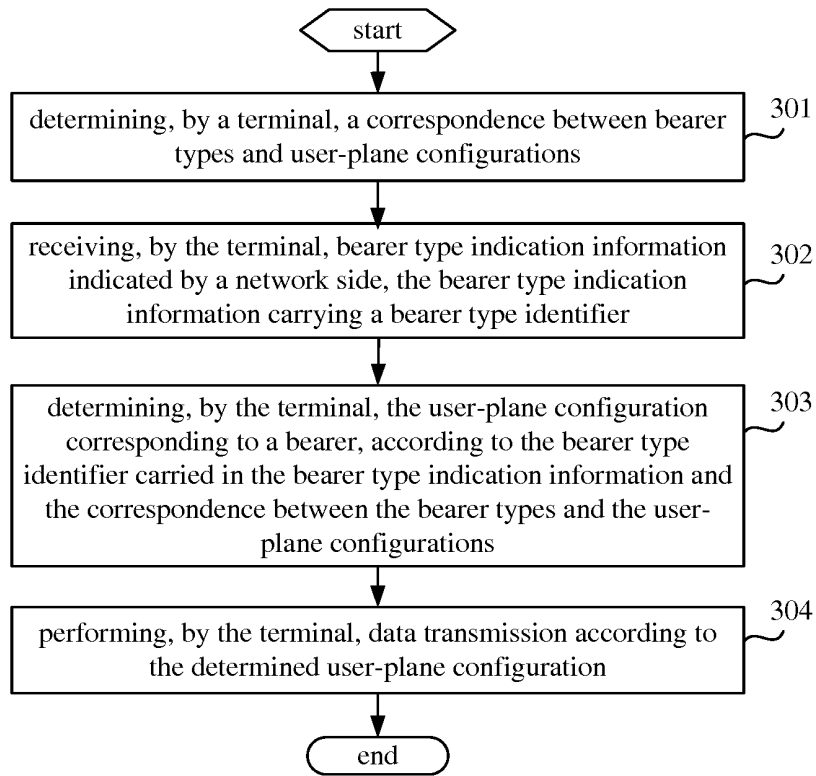 start
determining, by a terminal, a correspondence between bearer
types and user-plane configurations
301
receiving, by the terminal, bearer type indication information
indicated by a network side, the bearer type indication
information carrying a bearer type identifier
302
determining, by the terminal, the user-plane configuration
corresponding to a bearer, according to the bearer type
identifier carried in the bearer type indication information and
the correspondence between the bearer types and the user-
plane configurations
303
performing, by the terminal, data transmission according to
the determined user-plane configuration
304
end